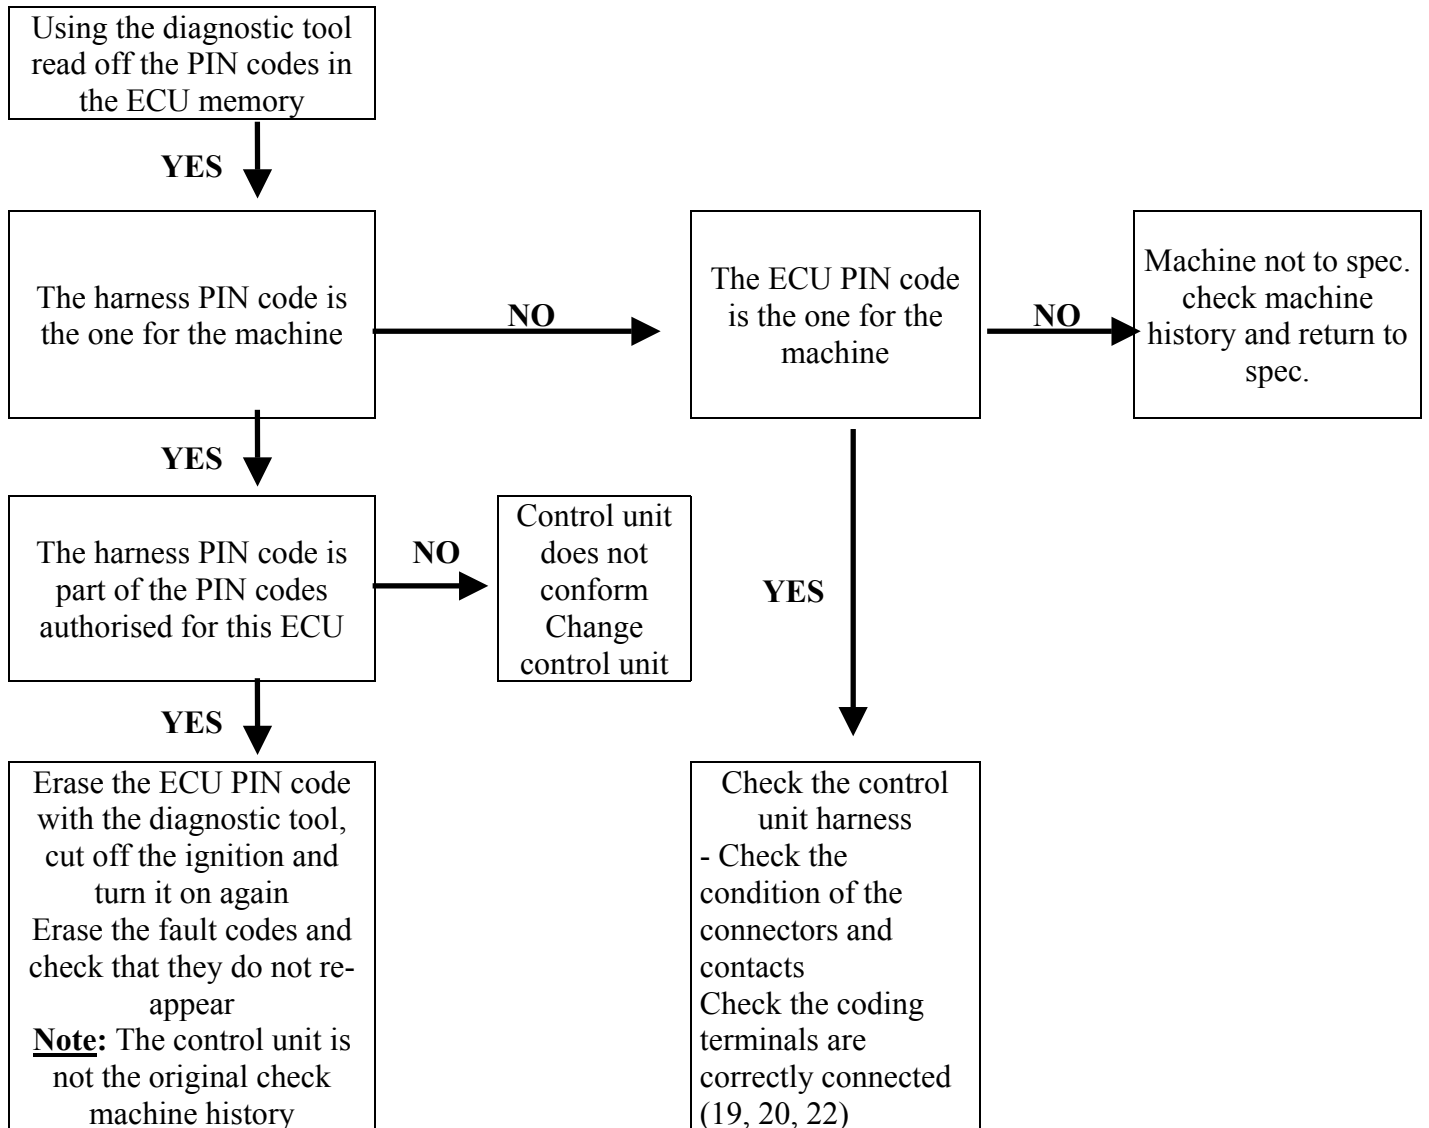 Using the diagnostic tool
read off the PIN codes in
the ECU memory
YES
The harness PIN code is
the one for the machine
NO
The ECU PIN code
is the one for the
machine
NO
Machine not to spec.
check machine
history and return to
spec.
YES
The harness PIN code is
part of the PIN codes
authorised for this ECU
NO
Control unit
does not
conform
Change
control unit
YES
YES
Erase the ECU PIN code
with the diagnostic tool,
cut off the ignition and
turn it on again
Erase the fault codes and
check that they do not re-
appear
Note: The control unit is
not the original check
machine history
Check the control
unit harness
- Check the
condition of the
connectors and
contacts
Check the coding
terminals are
correctly connected
(19, 20, 22)